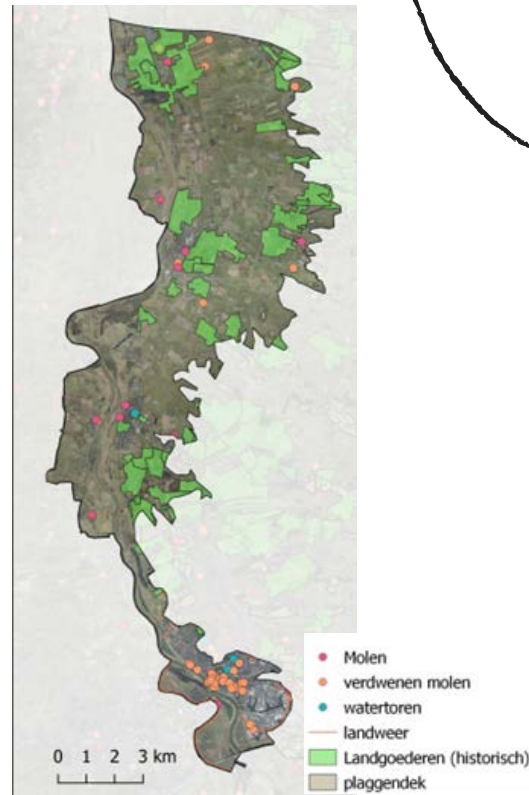 Molen
verdwenen molen
watertoren
landweer
Landgoederen (historisch)
plaggendek
0 1 2 3 km